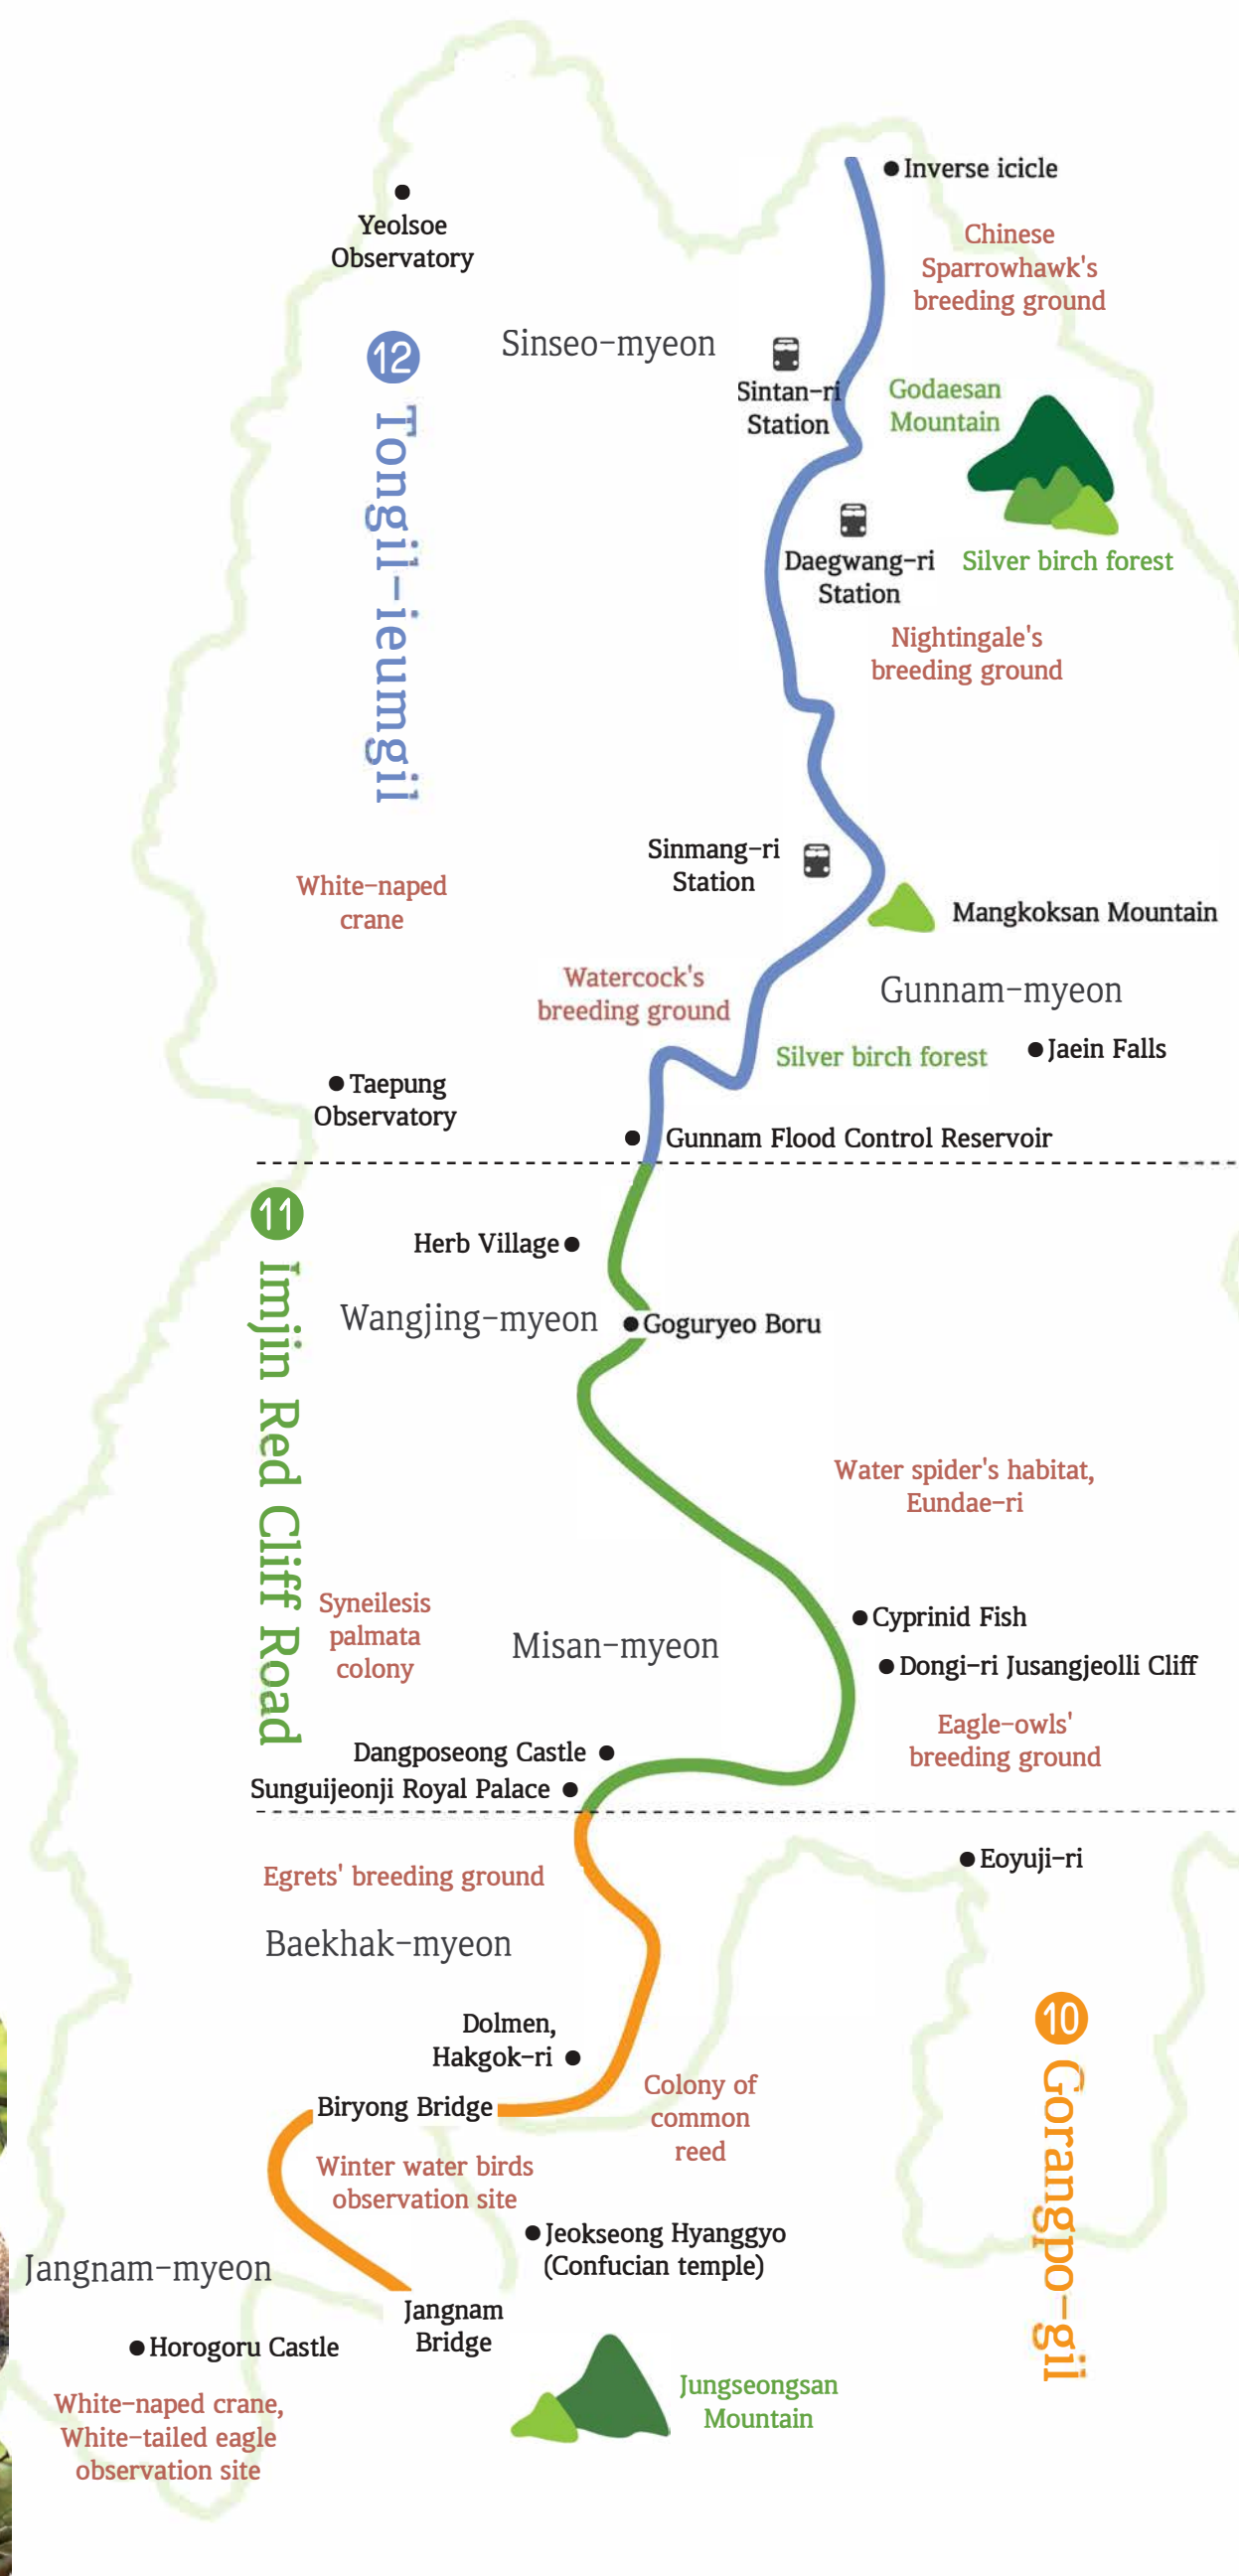 Inverse icicle
Yeolsoe
Observatory
Chinese
Sparrowhawk's
breeding ground
12
Tongil-ieumgil
Sinseo-myeon
Sintan-ri
Station
Godaesan
Mountain
Daegwang-ri
Station
Silver birch forest
Nightingale's
breeding ground
Sinmang-ri
Station
White-naped
crane
Mangkoksan Mountain
Watercock's
breeding ground
Gunnam-myeon
Silver birch forest
Jaein Falls
Taepung
Observatory
Gunnam Flood Control Reservoir
11
Imjin Red Cliff Road
Herb Village
Wangjing-myeon
Goguryeo Boru
Water spider's habitat,
Eundae-ri
Syneilesis
palmata
colony
Misan-myeon
Cyprinid Fish
Dongi-ri Jusangjeolli Cliff
Eagle-owls'
breeding ground
Dangposeong Castle
Sunguijeonji Royal Palace
Eoyuji-ri
Egrets' breeding ground
Baekhak-myeon
10
Gorangpo-gil
Dolmen,
Hakgok-ri
Biryong Bridge
Colony of
common
reed
Winter water birds
observation site
Jeokseong Hyanggyo
(Confucian temple)
Jangnam-myeon
Jangnam
Bridge
Horogoru Castle
Jungseongsan
Mountain
White-naped crane,
White-tailed eagle
observation site